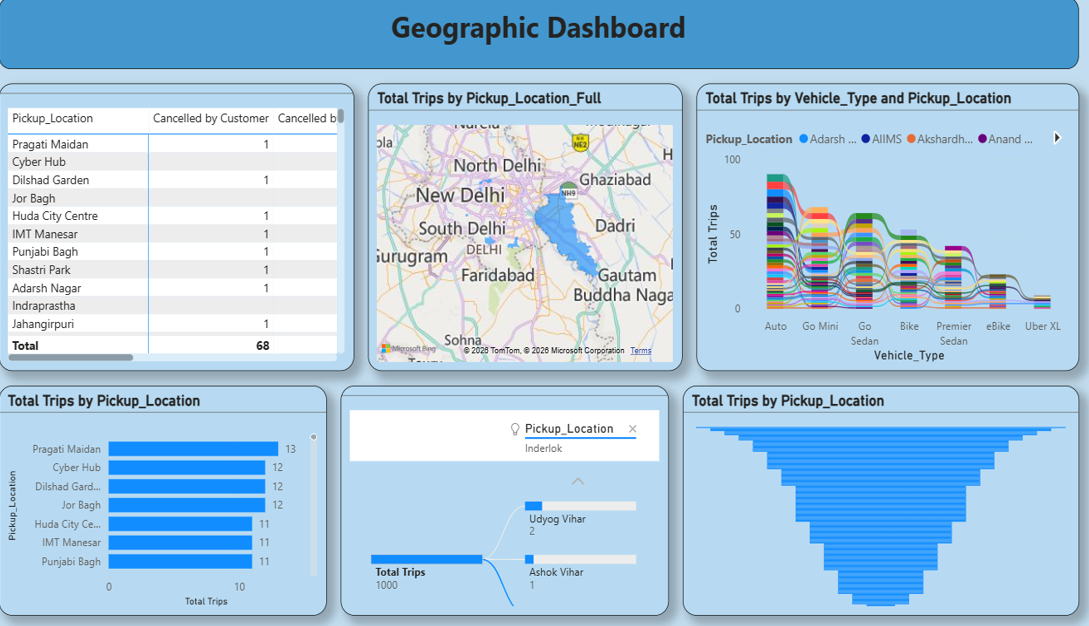 Geographic Dashboard
Pickup_Location Cancelled by Customer Cancelled b
Pragati Maidan 1
Cyber Hub
Dilshad Garden 1
Jor Bagh
Huda City Centre 1
IMT Manesar 1
Punjabi Bagh 1
Shastri Park 1
Adarsh Nagar 1
Indraprastha
Jahangirpuri 1
Total 68
Total Trips by Pickup_Location_Full
NE2
North Delhi
Ghaziabad
New Delhi
NH9
South Delhi
Dadri
DELHI
Gurugram
Faridabad
Gautam
Buddha Naga
Sohna
Microsoft Bing
© 2026 TomTom, © 2026 Microsoft Corporation Terms
Total Trips by Vehicle_Type and Pickup_Location
Pickup_Location Adarsh ... AIIMS Akshardh... Anand ...
100
50
0
Total Trips
Auto Go Mini Go Sedan Bike Premier Sedan eBike Uber XL
Vehicle_Type
Total Trips by Pickup_Location
Pickup_Location
Pragati Maidan 13
Cyber Hub 12
Dilshad Gard... 12
Jor Bagh 12
Huda City Ce... 11
IMT Manesar 11
Punjabi Bagh 11
0 10
Total Trips
Pickup_Location
Inderlok
Udyog Vihar
2
Total Trips
1000
Ashok Vihar
1
Total Trips by Pickup_Location